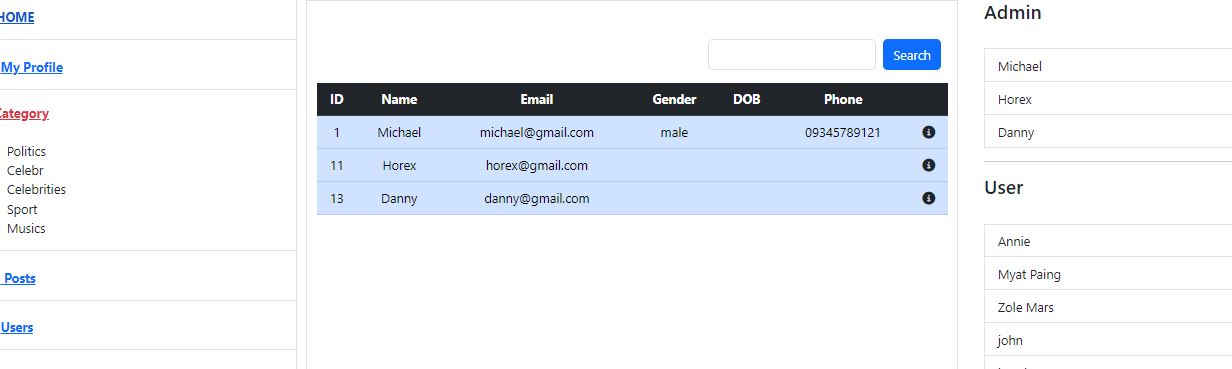 HOME
My Profile
Category
Politics
Celebr
Celebrities
Sport
Musics
Posts
Users
Search
ID Name Email Gender DOB Phone
1 Michael michael@gmail.com male 09345789121
11 Horex horex@gmail.com
13 Danny danny@gmail.com
Admin
Michael
Horex
Danny
User
Annie
Myat Paing
Zole Mars
john